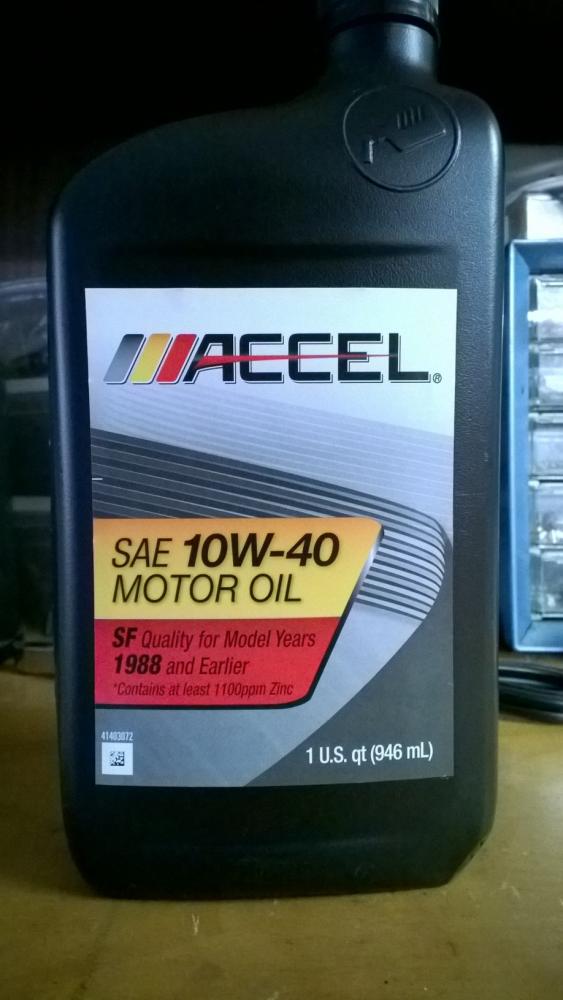 ACCEL®
SAE 10W-40
MOTOR OIL
SF Quality for Model Years
1988 and Earlier
*Contains at least 1100ppm Zinc
41403072
1 U.S. qt (946 mL)